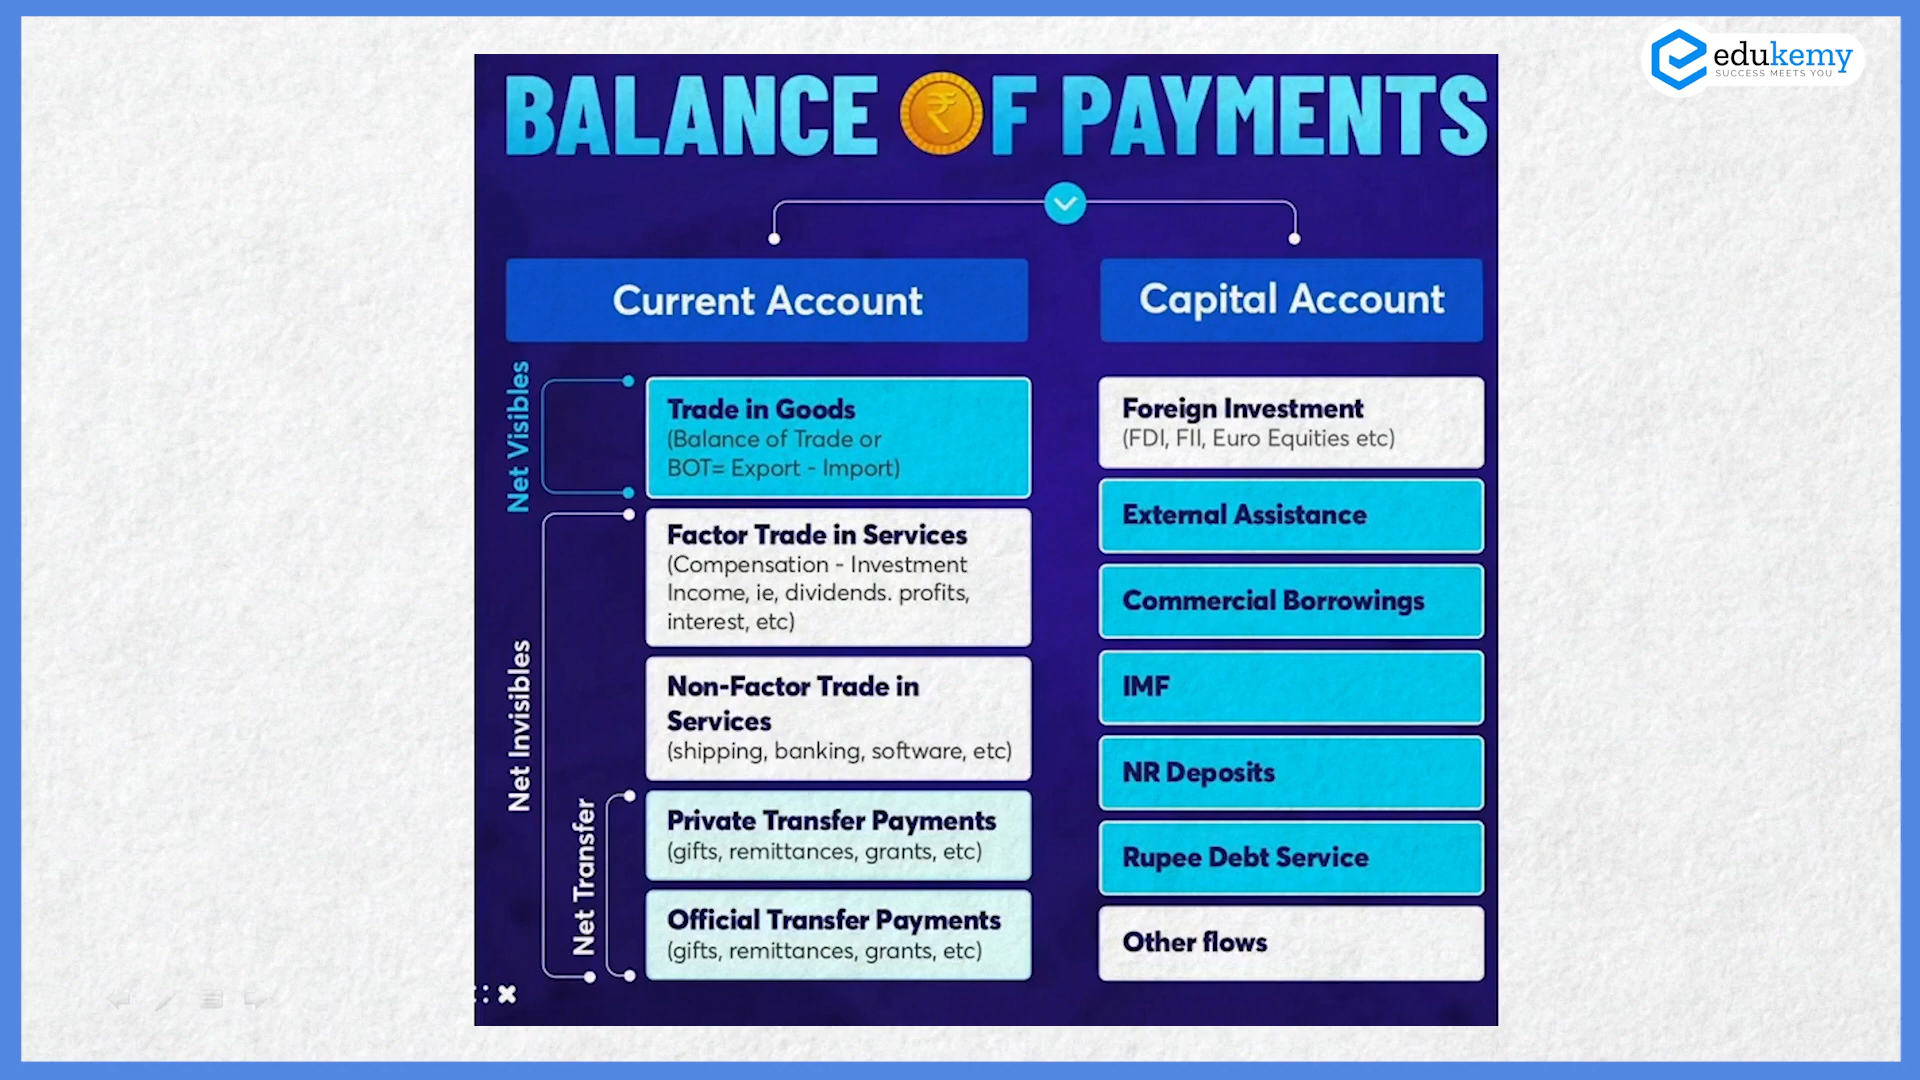 edukemy
SUCCESS MEETS YOU
BALANCE OF PAYMENTS
Current Account
Net Visibles
Trade in Goods
(Balance of Trade or
BOT= Export - Import)
Net Invisibles
Factor Trade in Services
(Compensation - Investment
Income, ie, dividends. profits,
interest, etc)
Non-Factor Trade in
Services
(shipping, banking, software, etc)
Net Transfer
Private Transfer Payments
(gifts, remittances, grants, etc)
Official Transfer Payments
(gifts, remittances, grants, etc)
Capital Account
Foreign Investment
(FDI, FII, Euro Equities etc)
External Assistance
Commercial Borrowings
IMF
NR Deposits
Rupee Debt Service
Other flows